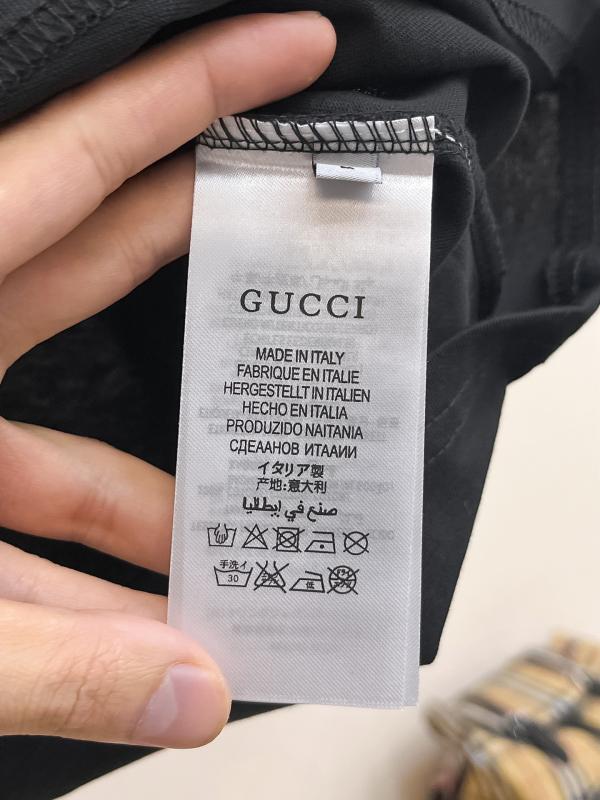 GUCCI
MADE IN ITALY
FABRIQUE EN ITALIE
HERGESTELLT IN ITALIEN
HECHO EN ITALIA
PRODUZIDO NAITANIA
СДЕААНОВ ИТААИИ
イタリア製
产地:意大利
صنع في إيطاليا
手洗イ
30
低